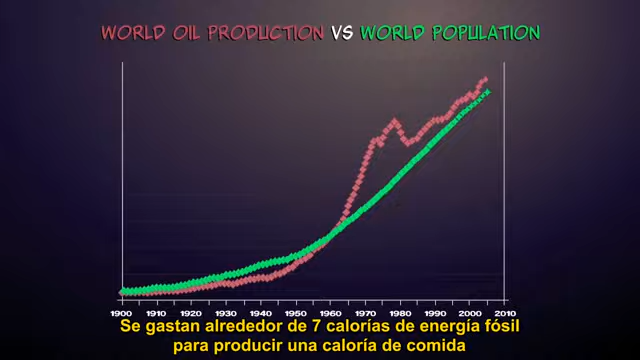 WORLD OIL PRODUCTION VS WORLD POPULATION
1900 1910 1920 1930 1940 1950 1960 1970 1980 1990 2000 2010
Se gastan alrededor de 7 calorías de energía fósil
para producir una caloría de comida